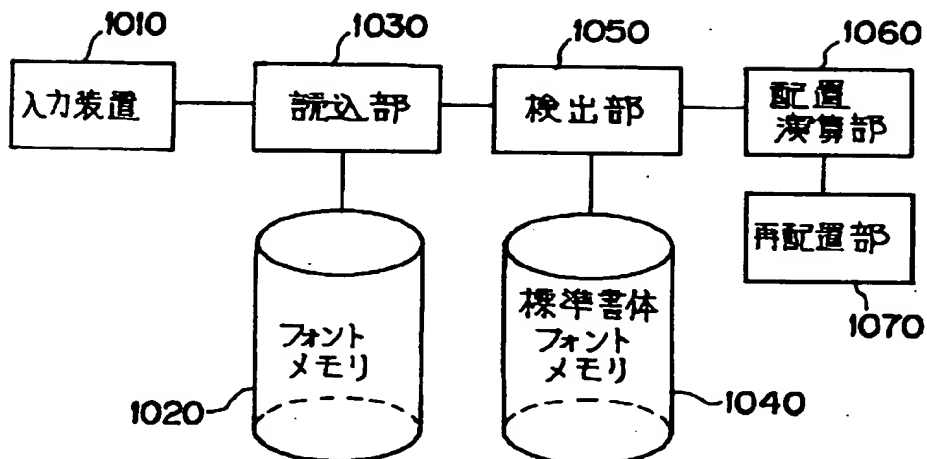 1010
1030
1050
1060
入力装置
読込部
検出部
配置
演算部
再配置部
1070
フォント
メモリ
1020
標準書体
フォント
メモリ
1040